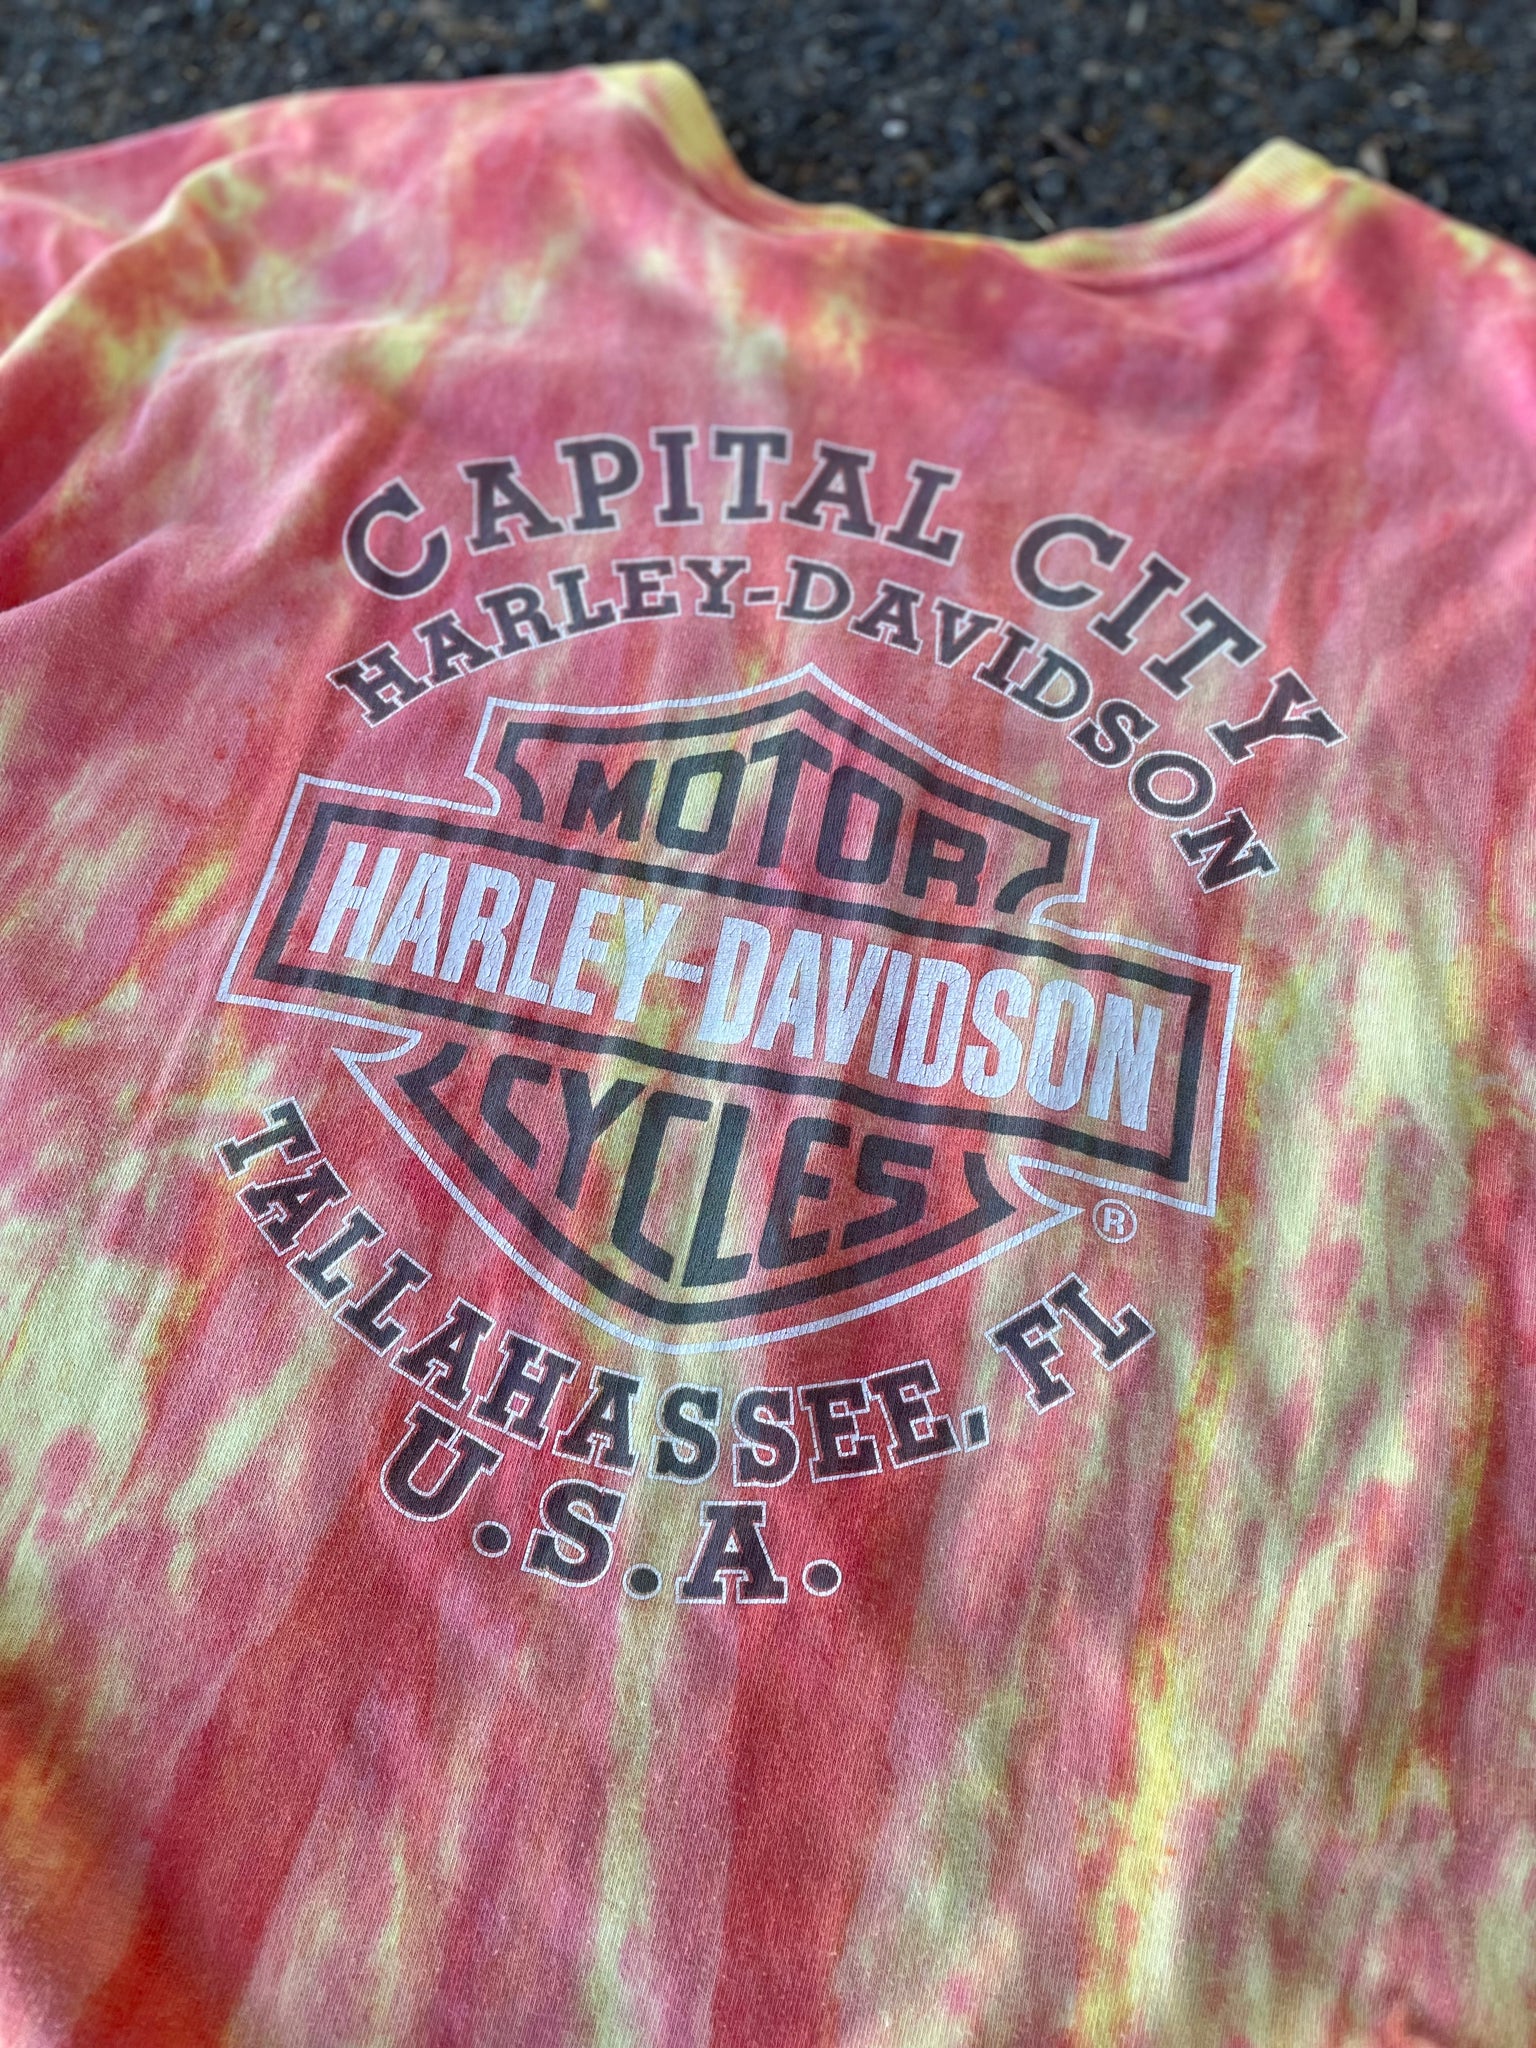 CAPITAL CITY
HARLEY-DAVIDSON
MOTOR
HARLEY-DAVIDSON
CYCLES
®
TALLAHASSEE, FL
U.S.A.